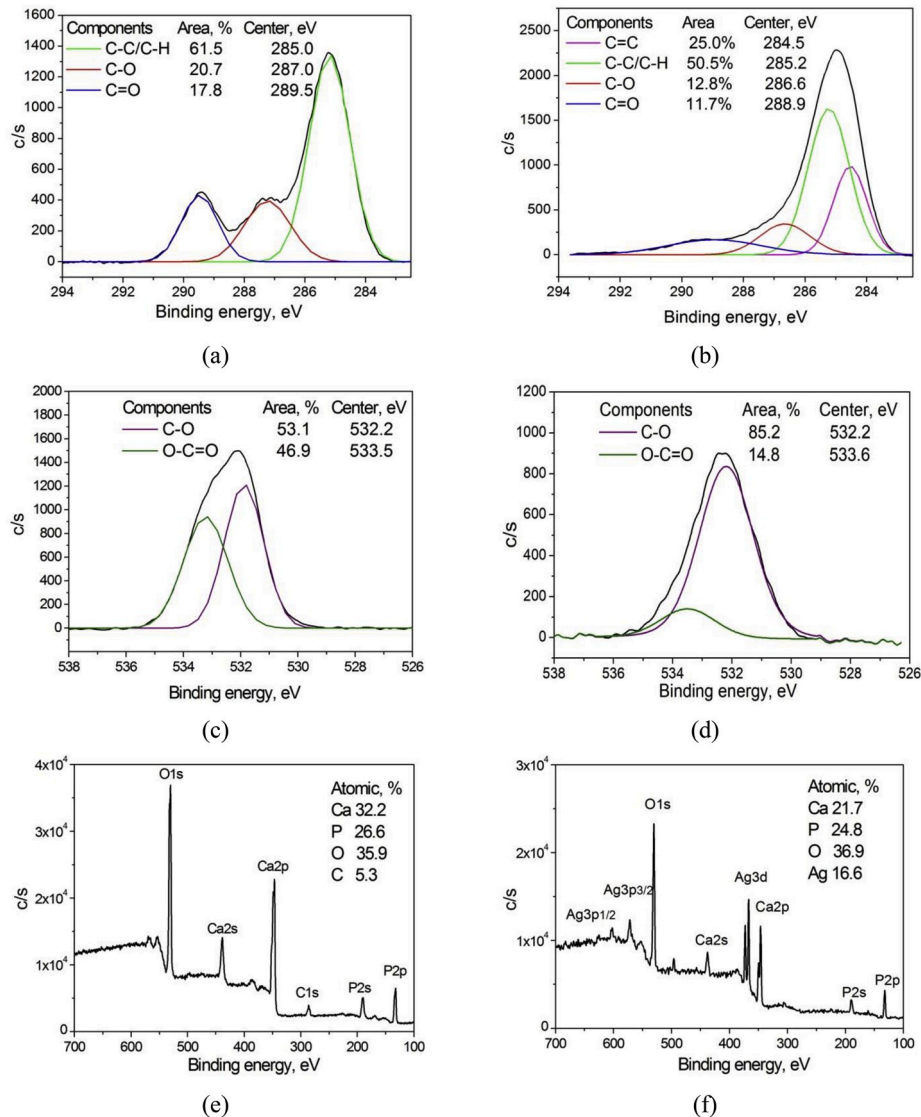 Components Area, % Center, eV
C-C/C-H 61.5 285.0
C-O 20.7 287.0
C=O 17.8 289.5
1600
1400
1200
1000
800
600
400
200
0
c/s
294 292 290 288 286 284
Binding energy, eV
(a)
Components Area Center, eV
C=C 25.0% 284.5
C-C/C-H 50.5% 285.2
C-O 12.8% 286.6
C=O 11.7% 288.9
2500
2000
1500
1000
500
0
c/s
294 292 290 288 286 284
Binding energy, eV
(b)
Components Area, % Center, eV
C-O 53.1 532.2
O-C=O 46.9 533.5
2000
1800
1600
1400
1200
1000
800
600
400
200
0
c/s
538 536 534 532 530 528 526
Binding energy, eV
(c)
Components Area, % Center, eV
C-O 85.2 532.2
O-C=O 14.8 533.6
1200
1000
800
600
400
200
0
c/s
538 536 534 532 530 528 526
Binding energy, eV
(d)
4x10⁴
3x10⁴
2x10⁴
1x10⁴
0
c/s
O1s
Ca2s
Ca2p
C1s
P2s
P2p
Atomic, %
Ca 32.2
P 26.6
O 35.9
C 5.3
700 600 500 400 300 200 100
Binding energy, eV
(e)
3x10⁴
2x10⁴
1x10⁴
0
c/s
Ag3p1/2
Ag3p3/2
O1s
Ca2s
Ag3d
Ca2p
P2s
P2p
Atomic, %
Ca 21.7
P 24.8
O 36.9
Ag 16.6
700 600 500 400 300 200 100
Binding energy, eV
(f)